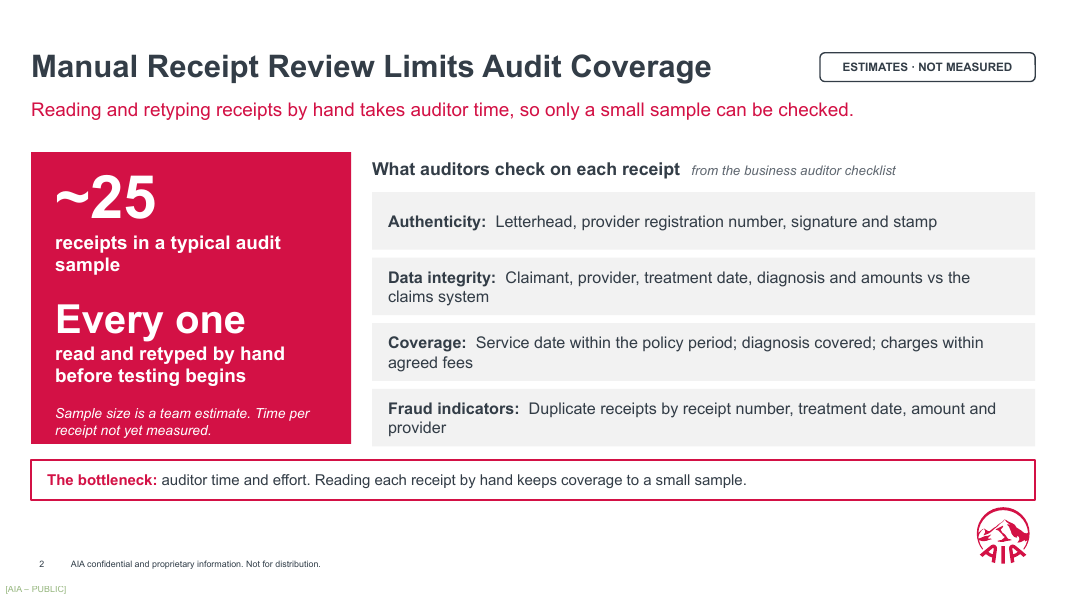 Manual Receipt Review Limits Audit Coverage
ESTIMATES · NOT MEASURED
Reading and retyping receipts by hand takes auditor time, so only a small sample can be checked.
~25
receipts in a typical audit
sample
Every one
read and retyped by hand
before testing begins
Sample size is a team estimate. Time per
receipt not yet measured.
What auditors check on each receipt from the business auditor checklist
Authenticity: Letterhead, provider registration number, signature and stamp
Data integrity: Claimant, provider, treatment date, diagnosis and amounts vs the
claims system
Coverage: Service date within the policy period; diagnosis covered; charges within
agreed fees
Fraud indicators: Duplicate receipts by receipt number, treatment date, amount and
provider
The bottleneck: auditor time and effort. Reading each receipt by hand keeps coverage to a small sample.
AIA
2 AIA confidential and proprietary information. Not for distribution.
[AIA – PUBLIC]